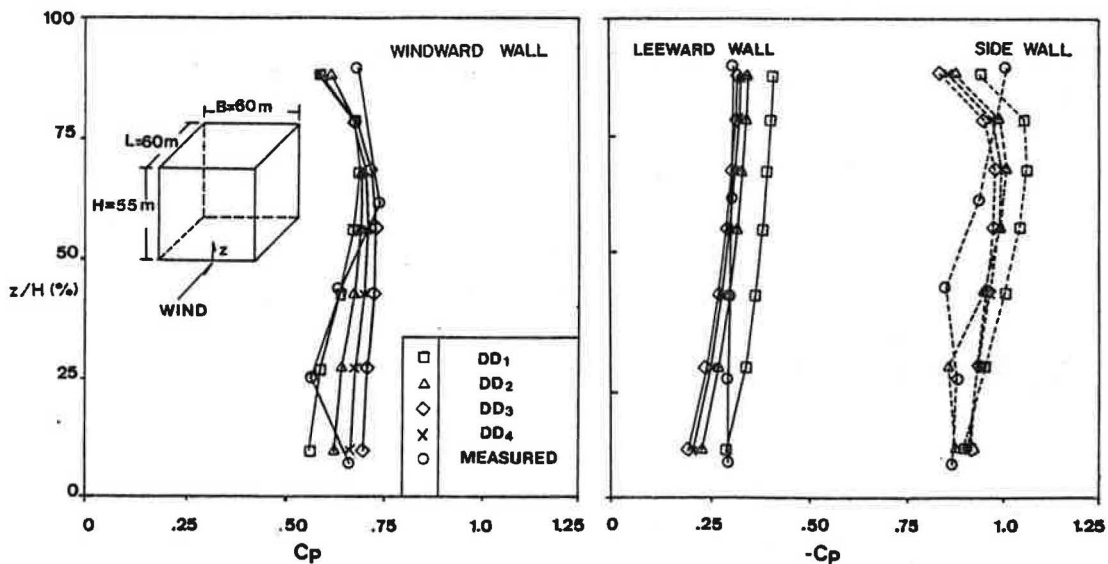 100
75
50
25
0
z/H (%)
WINDWARD WALL
B=60m
L=60m
H=55m
z
WIND
DD1
DD2
DD3
DD4
MEASURED
0 .25 .50 0.75 1.0 1.25
CP
LEEWARD WALL
SIDE WALL
0 .25 .50 .75 1.0 1.25
-CP